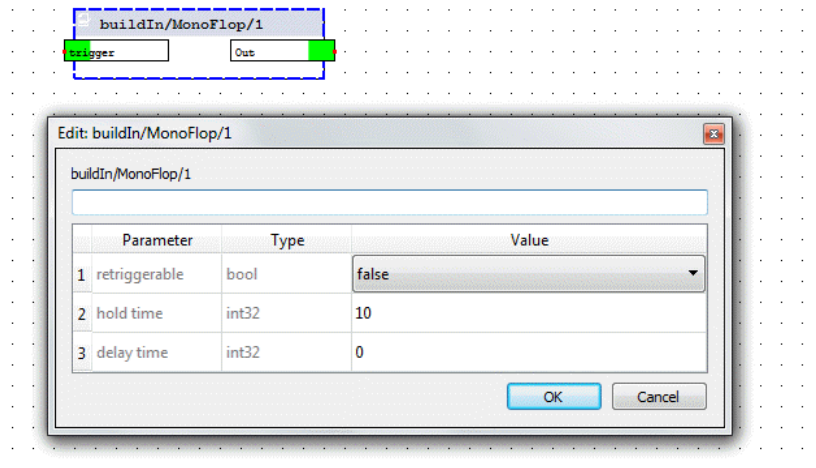 buildIn/MonoFlop/1
trigger Out
Edit: buildIn/MonoFlop/1
buildIn/MonoFlop/1
Parameter Type Value
1 retriggerable bool false
2 hold time int32 10
3 delay time int32 0
OK Cancel